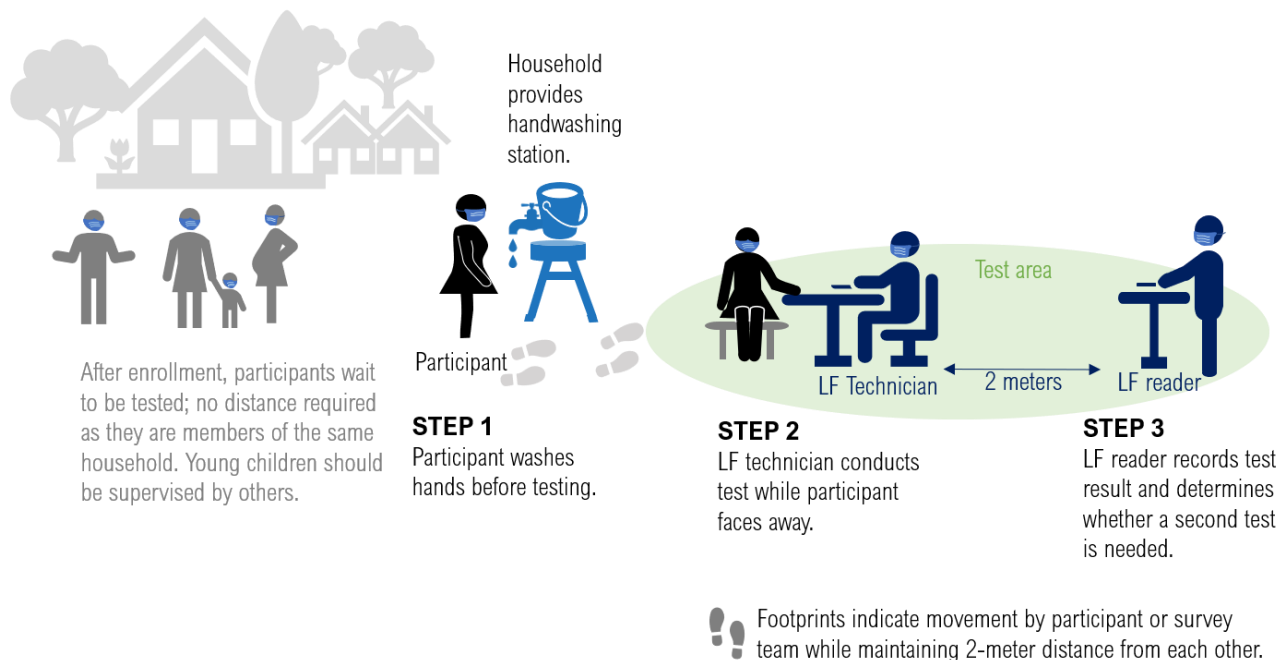 Household
provides
handwashing
station.
Test area
Participant
LF Technician
2 meters
LF reader
After enrollment, participants wait
to be tested; no distance required
as they are members of the same
household. Young children should
be supervised by others.
STEP 1
Participant washes
hands before testing.
STEP 2
LF technician conducts
test while participant
faces away.
STEP 3
LF reader records test
result and determines
whether a second test
is needed.
Footprints indicate movement by participant or survey
team while maintaining 2-meter distance from each other.